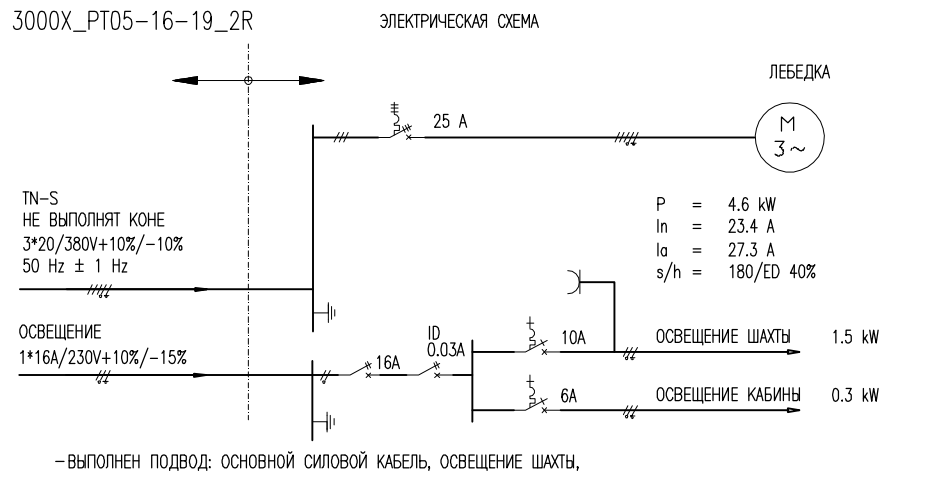 3000X_PT05-16-19_2R
ЭЛЕКТРИЧЕСКАЯ СХЕМА
ЛЕБЕДКА
25 A
M
3~
TN-S
НЕ ВЫПОЛНЯТ КОНЕ
3*20/380V+10%/-10%
50 Hz ± 1 Hz
P = 4.6 kW
In = 23.4 A
Ia = 27.3 A
s/h = 180/ED 40%
ОСВЕЩЕНИЕ
1*16A/230V+10%/-15%
16A
ID
0.03A
10A
ОСВЕЩЕНИЕ ШАХТЫ 1.5 kW
6A
ОСВЕЩЕНИЕ КАБИНЫ 0.3 kW
-ВЫПОЛНЕН ПОДВОД: ОСНОВНОЙ СИЛОВОЙ КАБЕЛЬ, ОСВЕЩЕНИЕ ШАХТЫ,